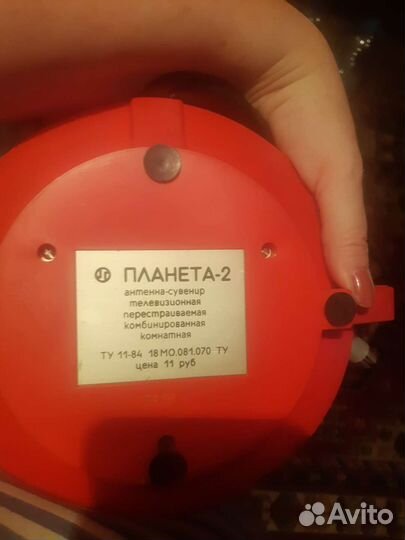 ПЛАНЕТА-2
антенна-сувенир
телевизионная
перестраиваемая
комбинированная
комнатная
ТУ 11-84 18 МО.081.070 ТУ
цена 11 руб
Avito